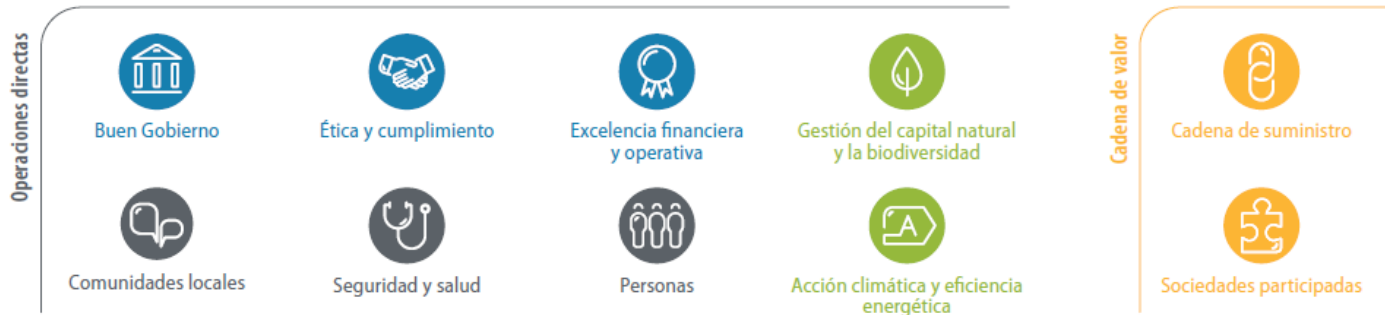 Operaciones directas
Buen Gobierno
Ética y cumplimiento
Excelencia financiera
y operativa
Gestión del capital natural
y la biodiversidad
Comunidades locales
Seguridad y salud
Personas
A
Acción climática y eficiencia
energética
Cadena de valor
Cadena de suministro
Sociedades participadas